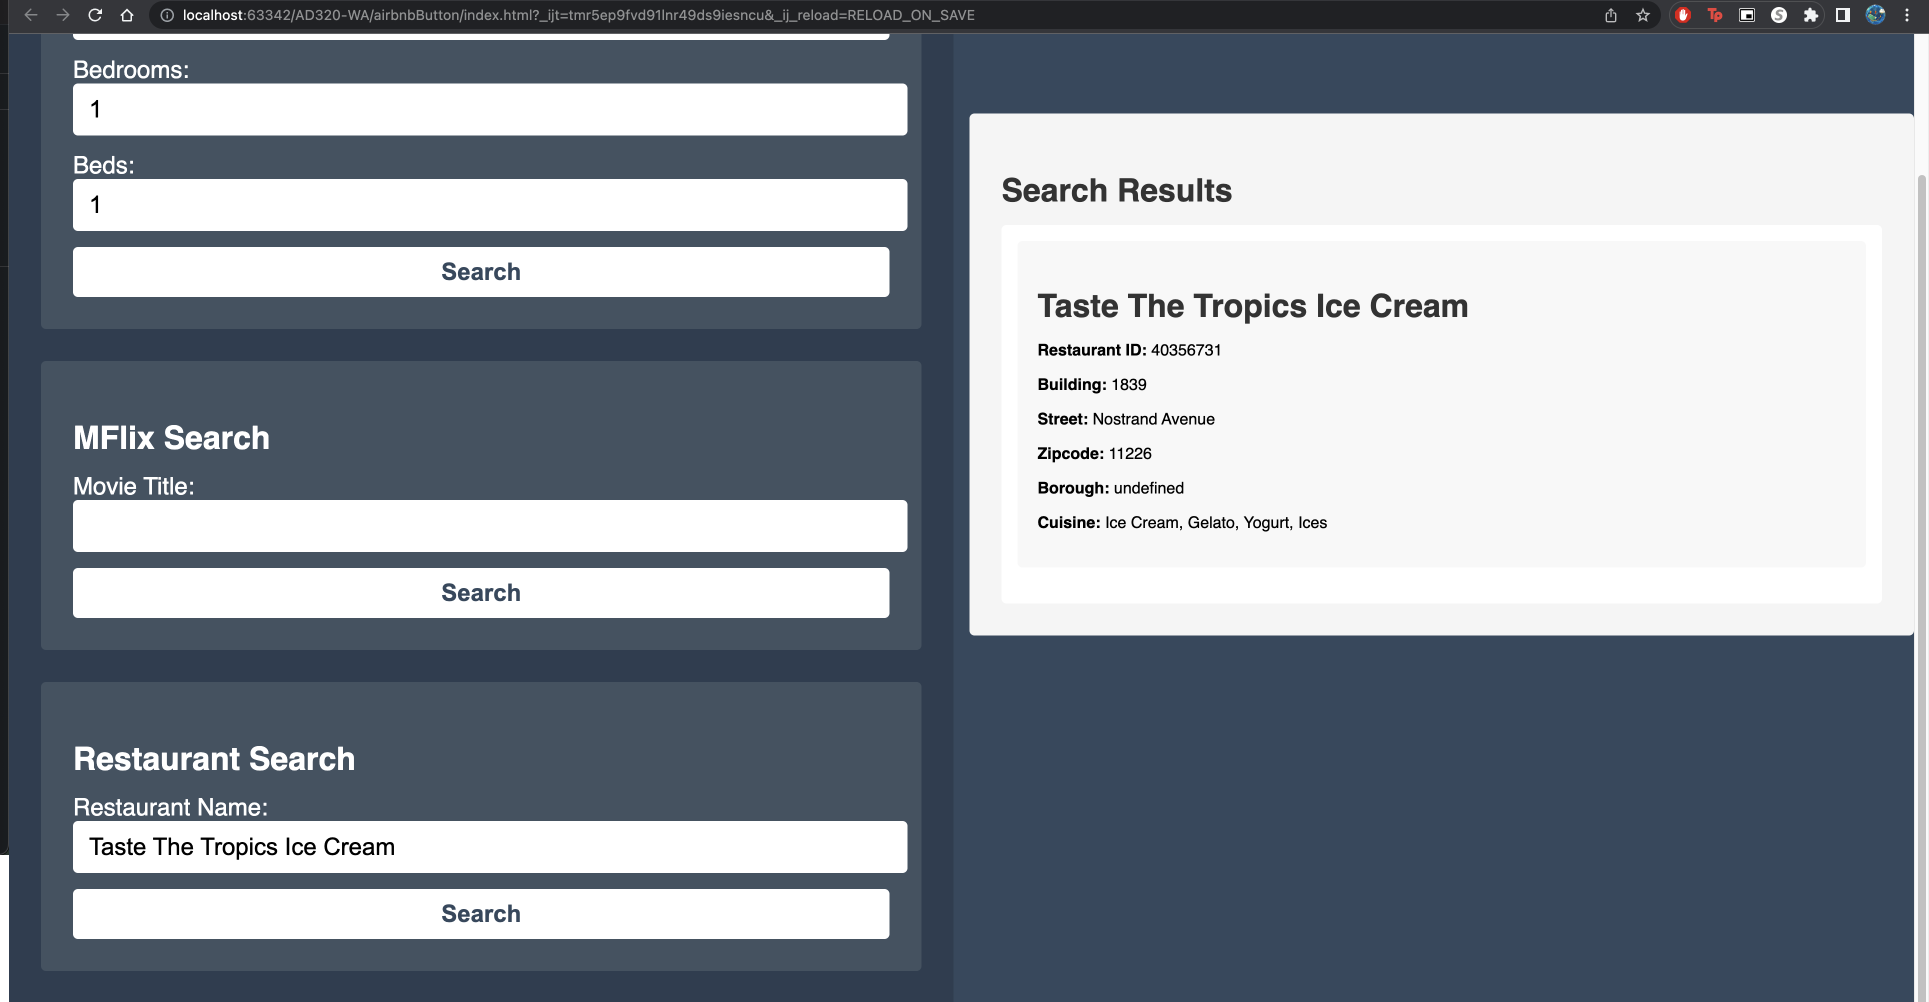 localhost:63342/AD320-WA/airbnbButton/index.html?_ijt=tmr5ep9fvd91lnr49ds9iesncu&_ij_reload=RELOAD_ON_SAVE
Tp
S
Bedrooms:
1
Beds:
1
Search
MFlix Search
Movie Title:
Search
Restaurant Search
Restaurant Name:
Taste The Tropics Ice Cream
Search
Search Results
Taste The Tropics Ice Cream
Restaurant ID: 40356731
Building: 1839
Street: Nostrand Avenue
Zipcode: 11226
Borough: undefined
Cuisine: Ice Cream, Gelato, Yogurt, Ices